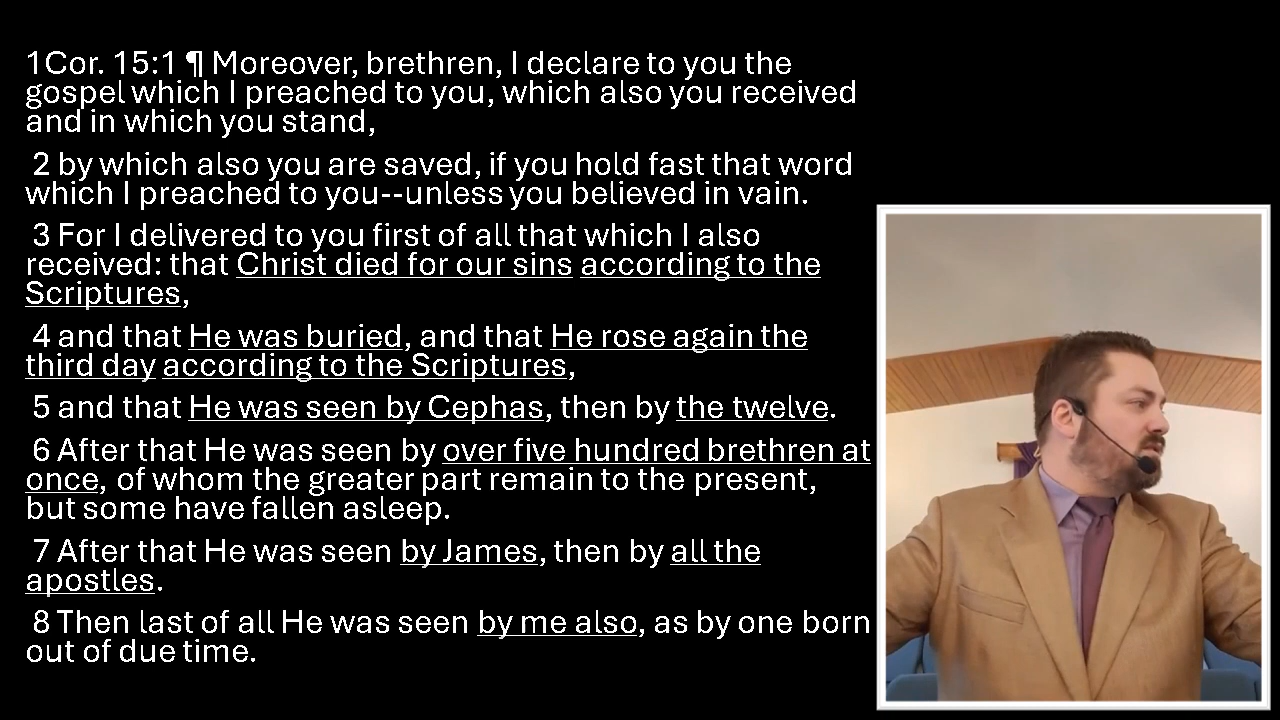 1Cor. 15:1 ¶ Moreover, brethren, I declare to you the
gospel which I preached to you, which also you received
and in which you stand,
2 by which also you are saved, if you hold fast that word
which I preached to you--unless you believed in vain.
3 For I delivered to you first of all that which I also
received: that Christ died for our sins according to the
Scriptures,
4 and that He was buried, and that He rose again the
third day according to the Scriptures,
5 and that He was seen by Cephas, then by the twelve.
6 After that He was seen by over five hundred brethren at
once, of whom the greater part remain to the present,
but some have fallen asleep.
7 After that He was seen by James, then by all the
apostles.
8 Then last of all He was seen by me also, as by one born
out of due time.